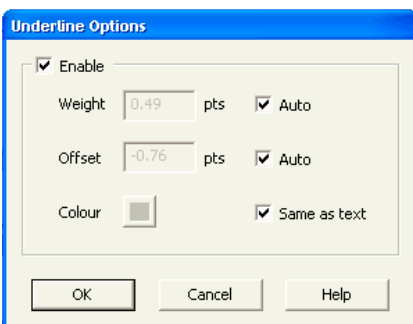 Underline Options
Enable
Weight 0.49 pts Auto
Offset -0.76 pts Auto
Colour Same as text
OK Cancel Help